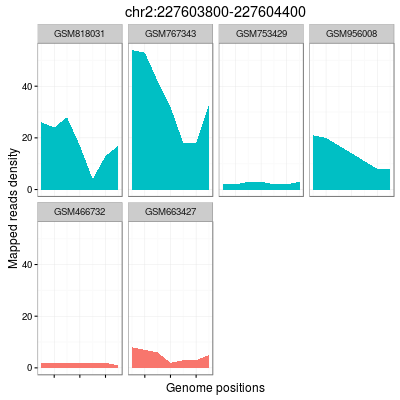 chr2:227603800-227604400
GSM818031 GSM767343 GSM753429 GSM956008
40
20
0
GSM466732 GSM663427
40
20
0
Mapped reads density
Genome positions